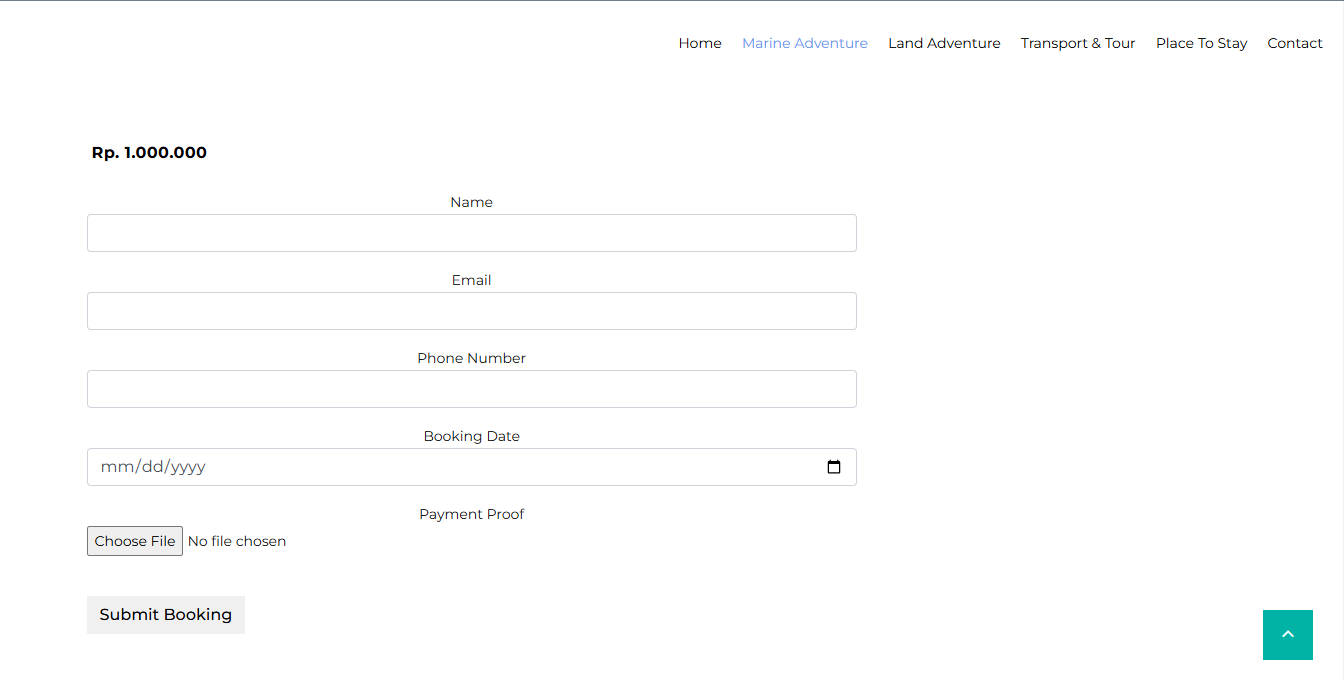 Home Marine Adventure Land Adventure Transport & Tour Place To Stay Contact
Rp. 1.000.000
Name
Email
Phone Number
Booking Date
mm/dd/yyyy
Payment Proof
Choose File No file chosen
Submit Booking